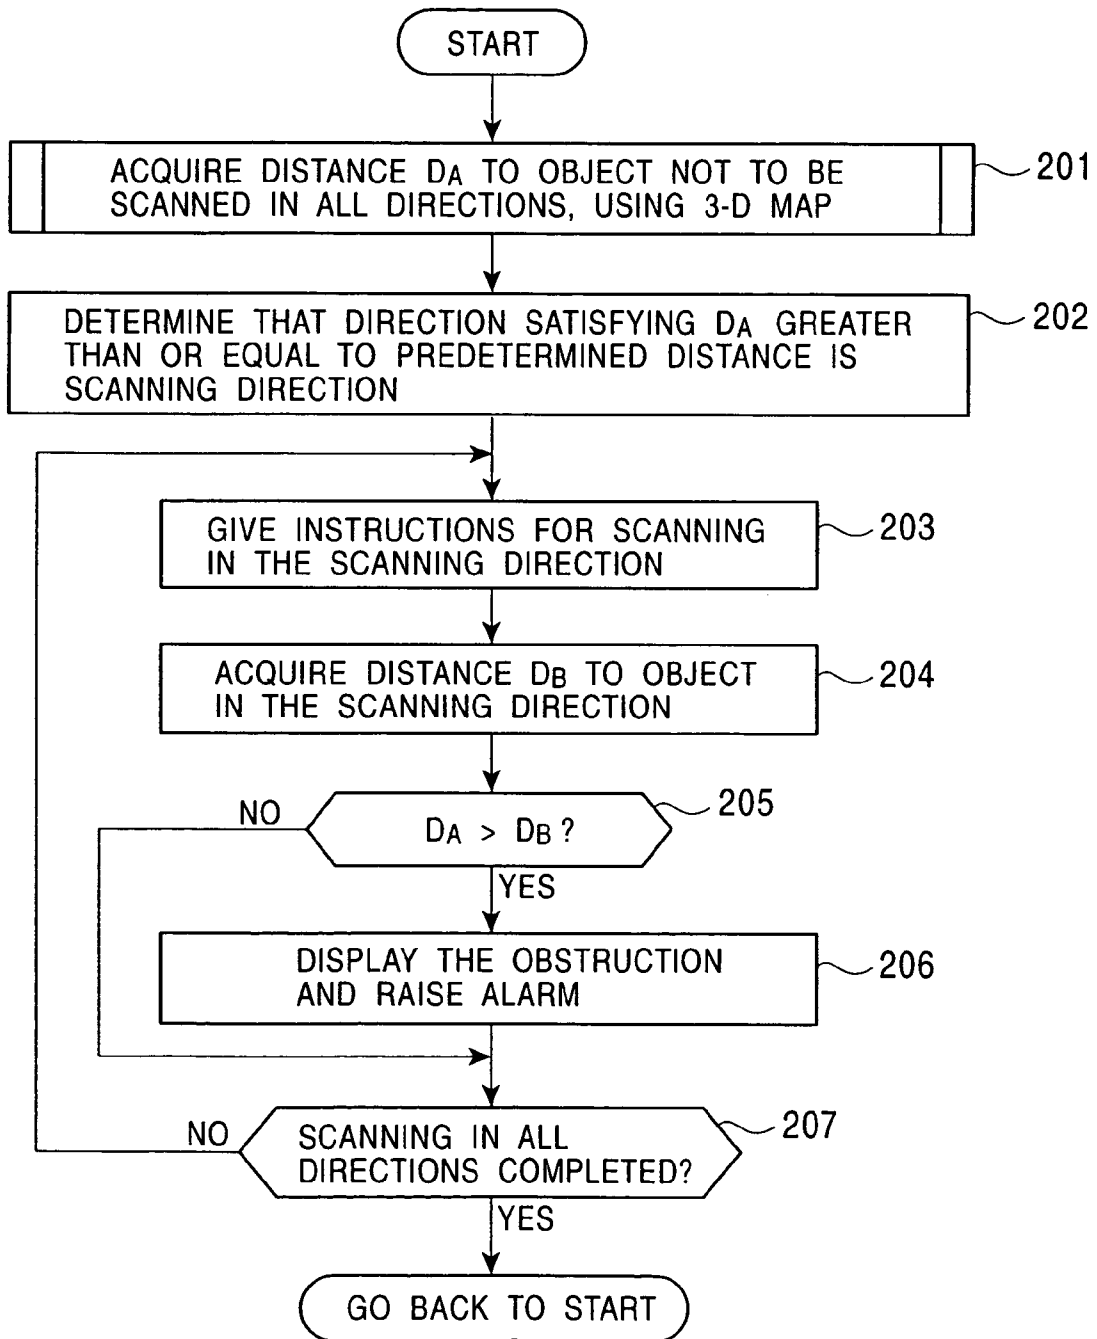 START
ACQUIRE DISTANCE DA TO OBJECT NOT TO BE
SCANNED IN ALL DIRECTIONS, USING 3-D MAP
201
DETERMINE THAT DIRECTION SATISFYING DA GREATER
THAN OR EQUAL TO PREDETERMINED DISTANCE IS
SCANNING DIRECTION
202
GIVE INSTRUCTIONS FOR SCANNING
IN THE SCANNING DIRECTION
203
ACQUIRE DISTANCE DB TO OBJECT
IN THE SCANNING DIRECTION
204
NO
DA > DB ?
205
YES
DISPLAY THE OBSTRUCTION
AND RAISE ALARM
206
NO
SCANNING IN ALL
DIRECTIONS COMPLETED?
207
YES
GO BACK TO START